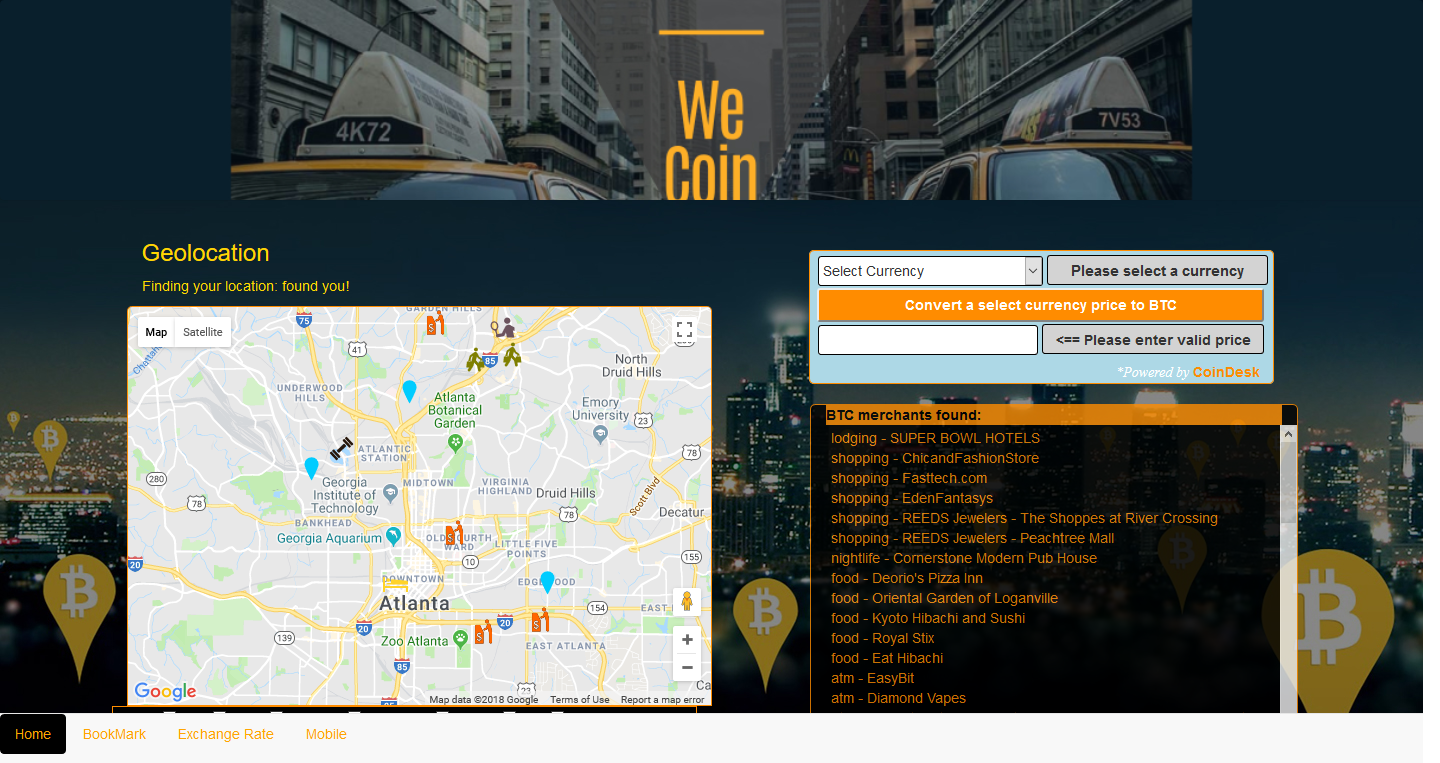 4K72
7V53
We
Coin
Geolocation
Finding your location: found you!
Select Currency
Please select a currency
Convert a select currency price to BTC
<== Please enter valid price
*Powered by CoinDesk
Map
Satellite
GARDEN HILLS
75
41
85
North
Druid Hills
UNDERWOOD
HILLS
Atlanta
Botanical
Garden
Emory
University
23
ATLANTIC
STATION
78
280
Georgia
Institute of
Technology
MIDTOWN
VIRGINIA
HIGHLAND
Druid Hills
Scott Blvd
78
78
Decatur
BANKHEAD
Georgia Aquarium
OLD FOURTH
WARD
LITTLE FIVE
POINTS
155
20
10
DOWNTOWN
EDGEWOOD
Atlanta
154
EAST
20
20
139
Zoo Atlanta
EAST ATLANTA
85
23
Ca
Google
Map data ©2018 Google
Terms of Use
Report a map error
BTC merchants found:
lodging - SUPER BOWL HOTELS
shopping - ChicandFashionStore
shopping - Fasttech.com
shopping - EdenFantasys
shopping - REEDS Jewelers - The Shoppes at River Crossing
shopping - REEDS Jewelers - Peachtree Mall
nightlife - Cornerstone Modern Pub House
food - Deorio's Pizza Inn
food - Oriental Garden of Loganville
food - Kyoto Hibachi and Sushi
food - Royal Stix
food - Eat Hibachi
atm - EasyBit
atm - Diamond Vapes
Home
BookMark
Exchange Rate
Mobile